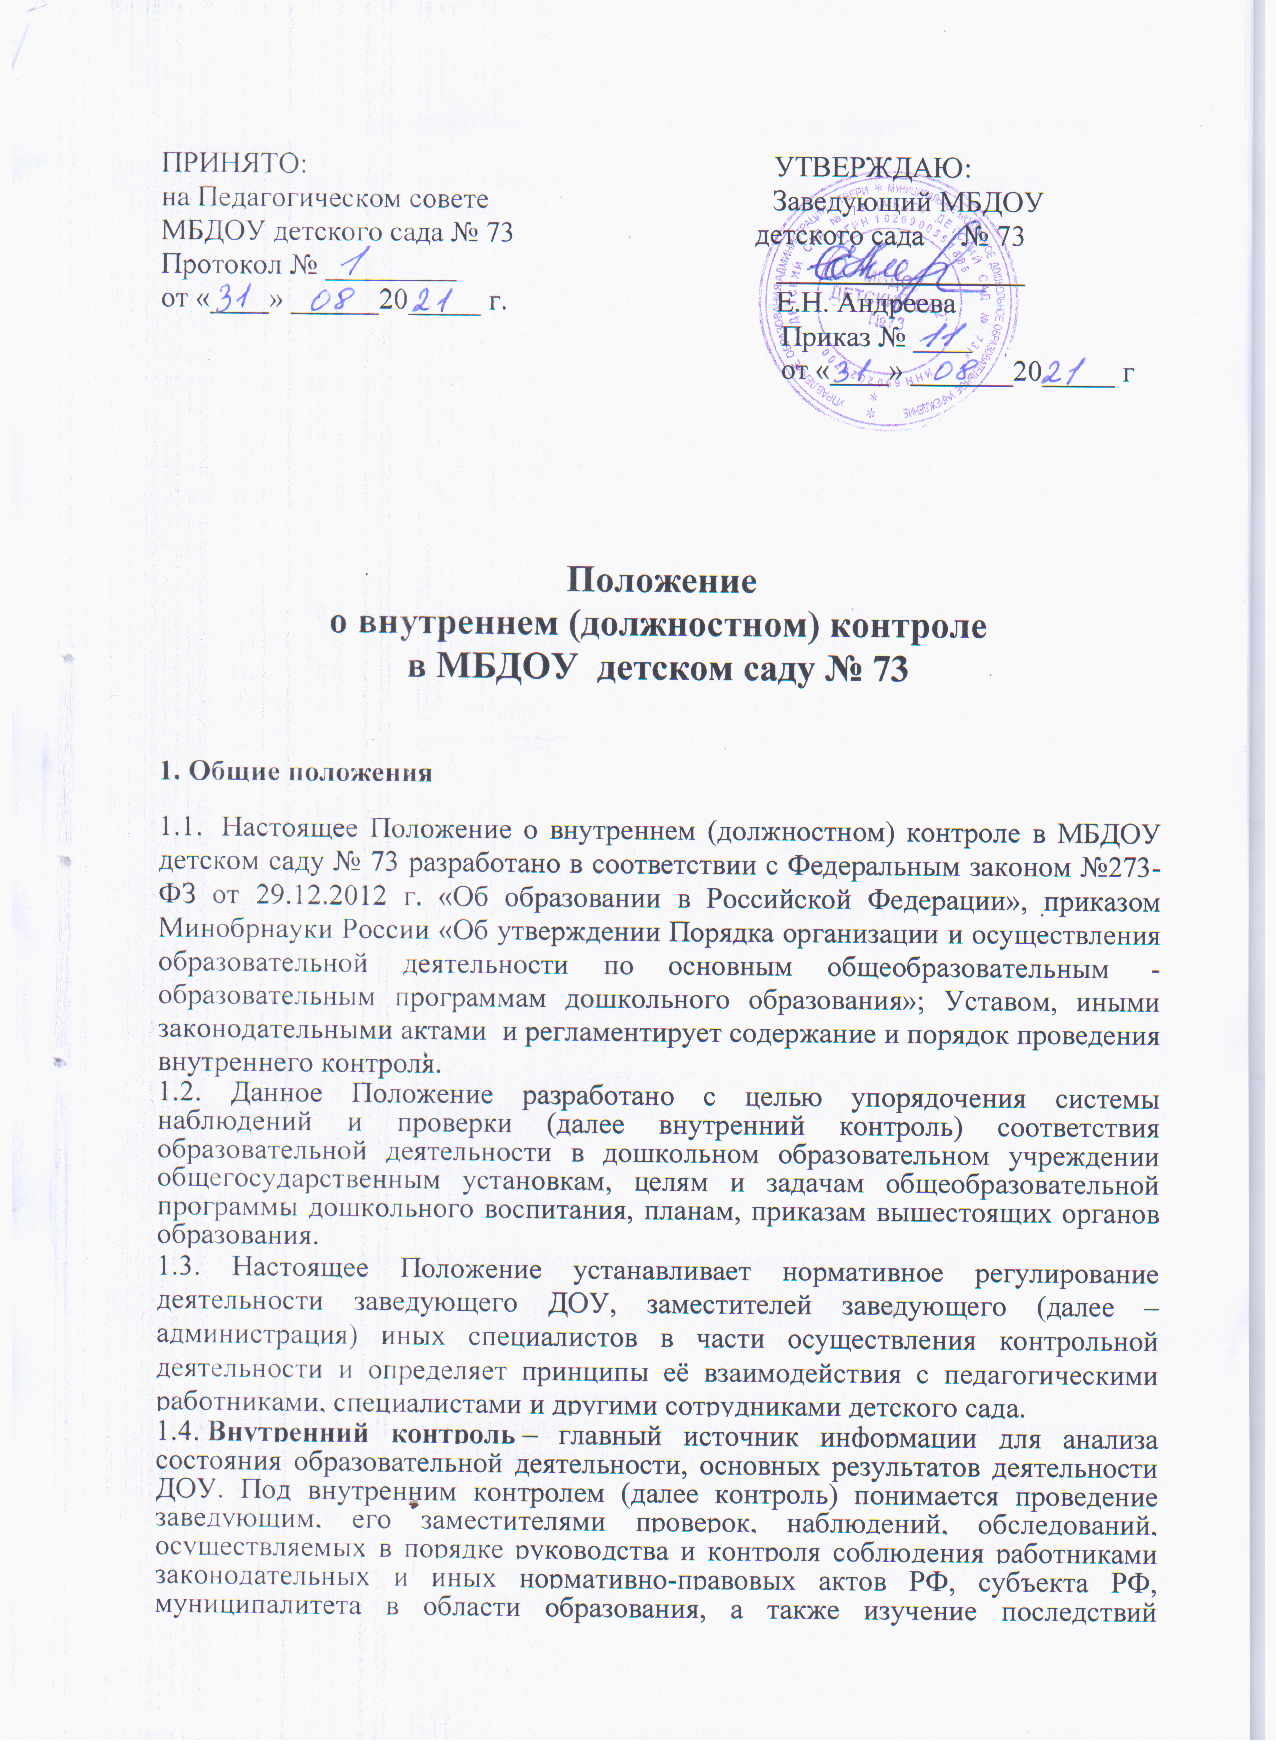 ПРИНЯТО:
на Педагогическом совете
МБДОУ детского сада № 73
Протокол № 1
от «31» 08 2021 г.
УТВЕРЖДАЮ:
Заведующий МБДОУ
детского сада № 73
Е.Н. Андреева
Приказ № 11
от «31» 08 2021 г
Положение
о внутреннем (должностном) контроле
в МБДОУ детском саду № 73
1. Общие положения
1.1. Настоящее Положение о внутреннем (должностном) контроле в МБДОУ
детском саду № 73 разработано в соответствии с Федеральным законом №273-
ФЗ от 29.12.2012 г. «Об образовании в Российской Федерации», приказом
Минобрнауки России «Об утверждении Порядка организации и осуществления
образовательной деятельности по основным общеобразовательным -
образовательным программам дошкольного образования»; Уставом, иными
законодательными актами и регламентирует содержание и порядок проведения
внутреннего контроля.
1.2. Данное Положение разработано с целью упорядочения системы
наблюдений и проверки (далее внутренний контроль) соответствия
образовательной деятельности в дошкольном образовательном учреждении
общегосударственным установкам, целям и задачам общеобразовательной
программы дошкольного воспитания, планам, приказам вышестоящих органов
образования.
1.3. Настоящее Положение устанавливает нормативное регулирование
деятельности заведующего ДОУ, заместителей заведующего (далее –
администрация) иных специалистов в части осуществления контрольной
деятельности и определяет принципы её взаимодействия с педагогическими
работниками, специалистами и другими сотрудниками детского сада.
1.4. Внутренний контроль – главный источник информации для анализа
состояния образовательной деятельности, основных результатов деятельности
ДОУ. Под внутренним контролем (далее контроль) понимается проведение
заведующим, его заместителями проверок, наблюдений, обследований,
осуществляемых в порядке руководства и контроля соблюдения работниками
законодательных и иных нормативно-правовых актов РФ, субъекта РФ,
муниципалитета в области образования, а также изучение последствий